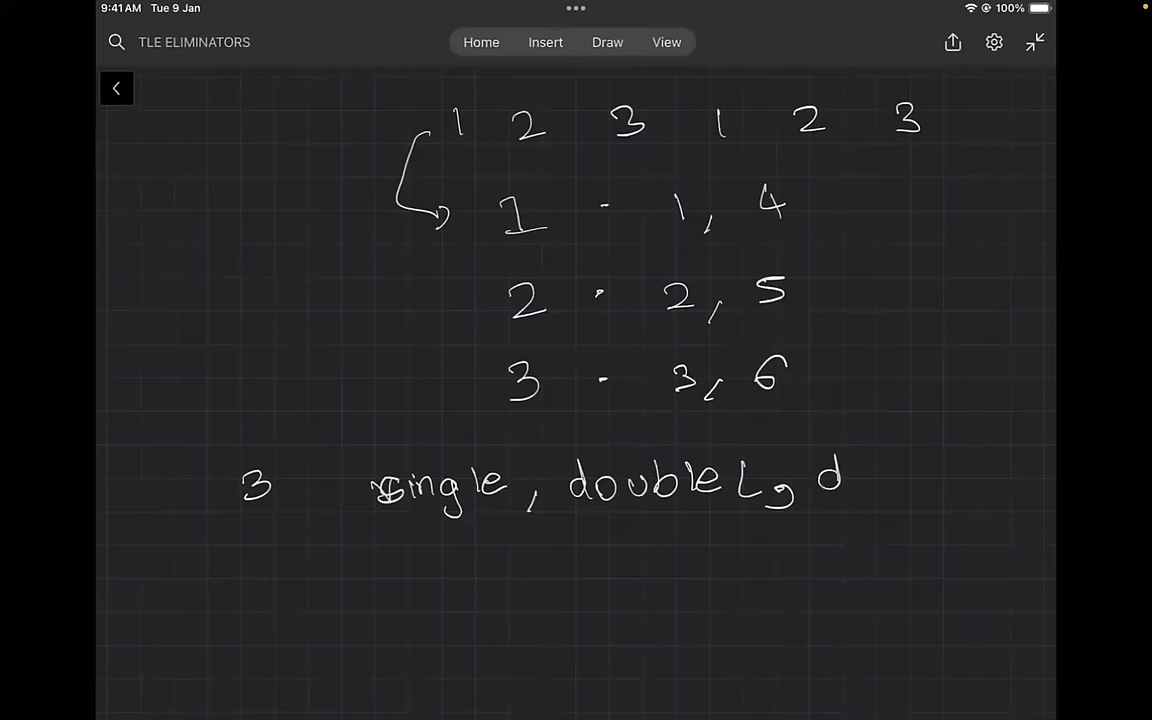 9:41 AM Tue 9 Jan 100%
TLE ELIMINATORS Home Insert Draw View
1 2 3 1 2 3
1 - 1, 4
2 - 2, 5
3 - 3, 6
3 single, doubleL, d